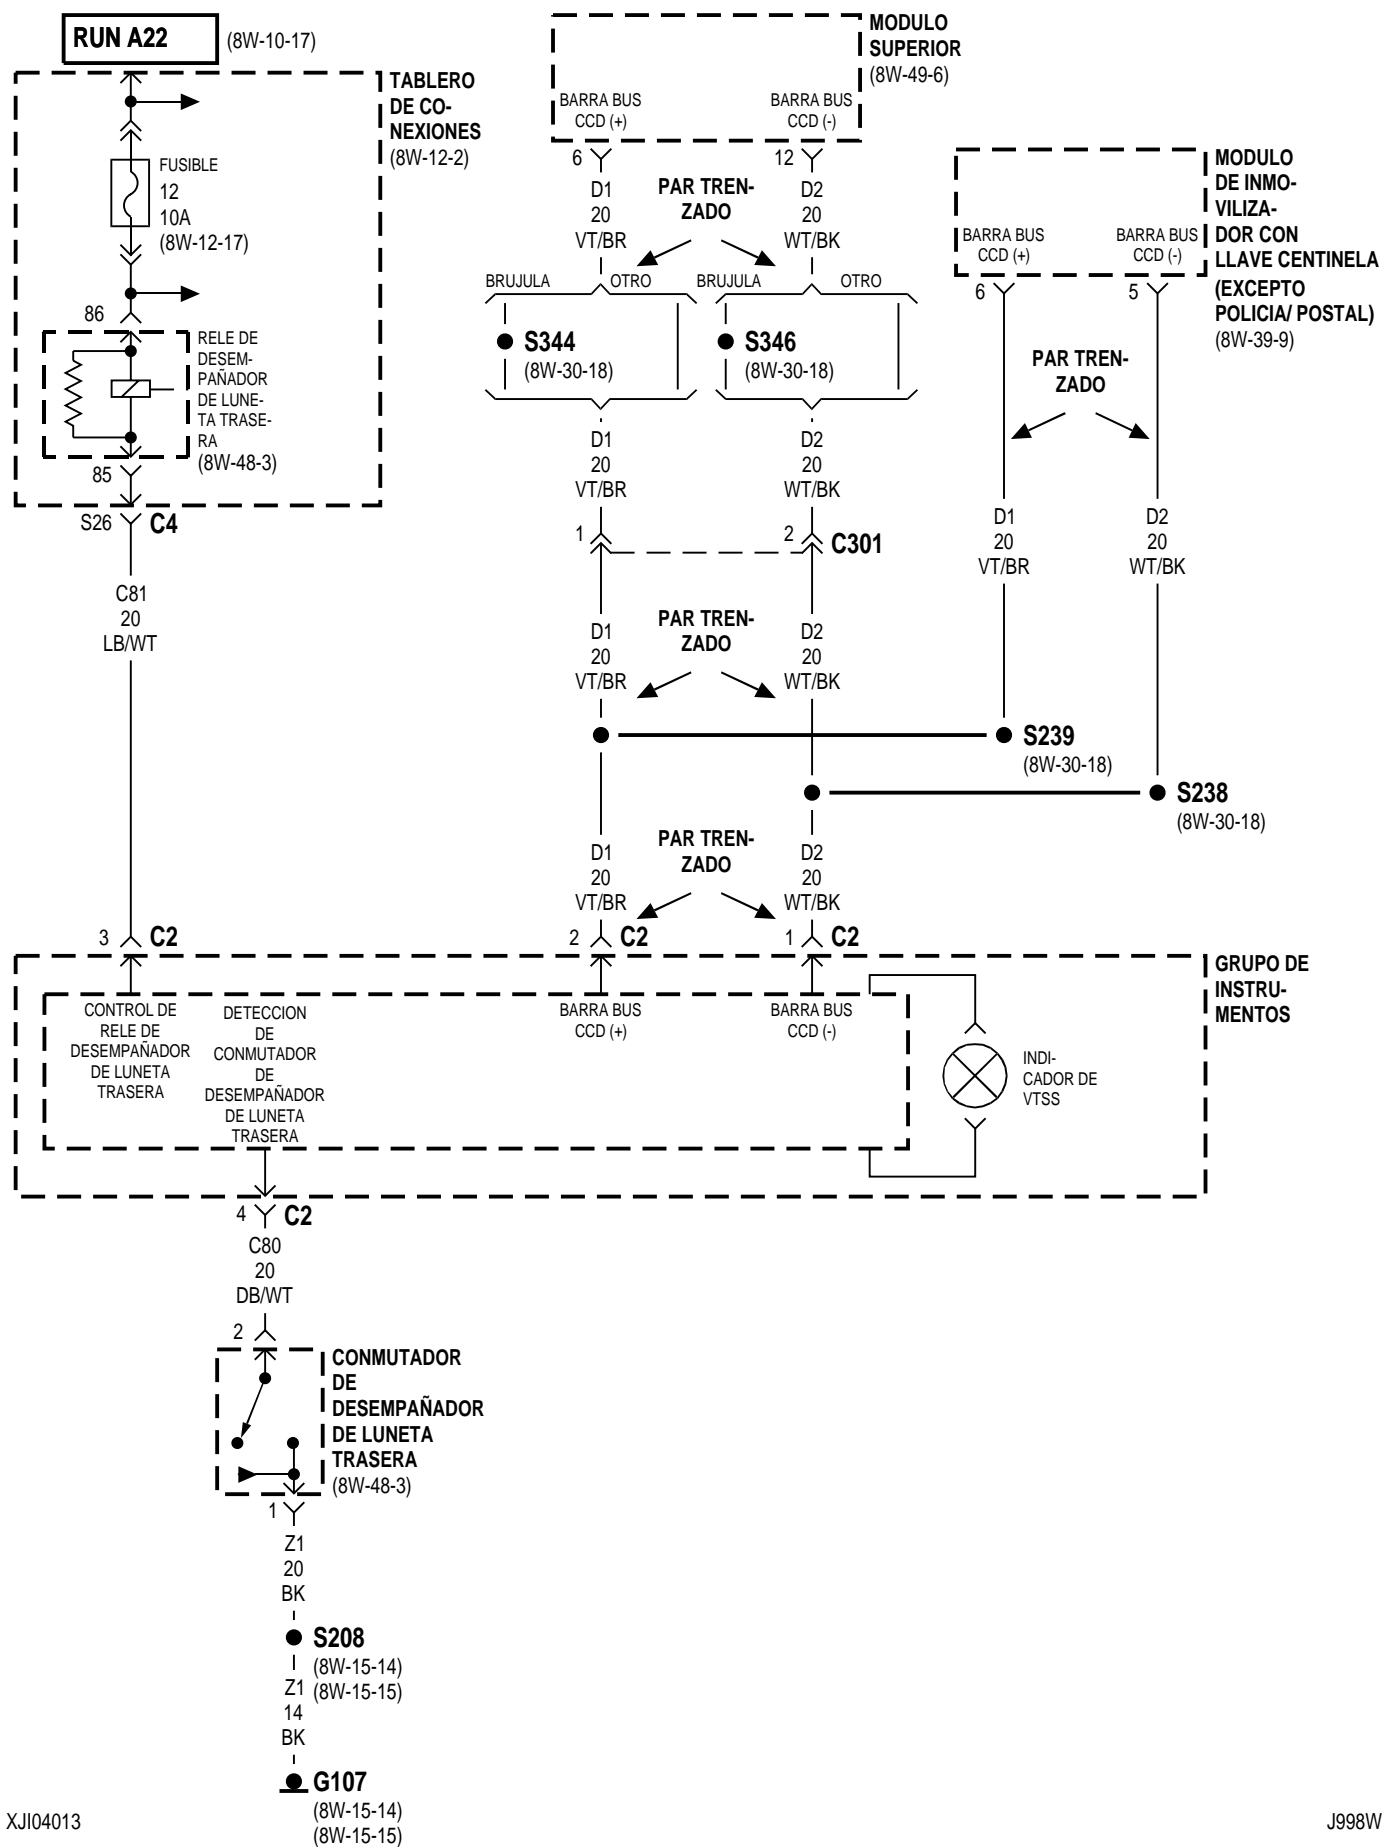 RUN A22
(8W-10-17)
TABLERO
DE CO-
NEXIONES
(8W-12-2)
FUSIBLE
12
10A
(8W-12-17)
86
RELE DE
DESEM-
PAÑADOR
DE LUNE-
TA TRASE-
RA
(8W-48-3)
85
S26
C4
C81
20
LB/WT
3
C2
MODULO
SUPERIOR
(8W-49-6)
BARRA BUS
CCD (+)
BARRA BUS
CCD (-)
6
12
D1
20
VT/BR
PAR TREN-
ZADO
D2
20
WT/BK
BRUJULA
OTRO
BRUJULA
OTRO
S344
(8W-30-18)
S346
(8W-30-18)
D1
20
VT/BR
D2
20
WT/BK
1
2
C301
D1
20
VT/BR
PAR TREN-
ZADO
D2
20
WT/BK
MODULO
DE INMO-
VILIZA-
DOR CON
LLAVE CENTINELA
(EXCEPTO
POLICIA/ POSTAL)
(8W-39-9)
BARRA BUS
CCD (+)
BARRA BUS
CCD (-)
6
5
PAR TREN-
ZADO
D1
20
VT/BR
D2
20
WT/BK
S239
(8W-30-18)
S238
(8W-30-18)
D1
20
VT/BR
PAR TREN-
ZADO
D2
20
WT/BK
2
C2
1
C2
GRUPO DE
INSTRU-
MENTOS
CONTROL DE
RELE DE
DESEMPAÑADOR
DE LUNETA
TRASERA
DETECCION
DE
CONMUTADOR
DE
DESEMPAÑADOR
DE LUNETA
TRASERA
BARRA BUS
CCD (+)
BARRA BUS
CCD (-)
INDI-
CADOR DE
VTSS
4
C2
C80
20
DB/WT
2
CONMUTADOR
DE
DESEMPAÑADOR
DE LUNETA
TRASERA
(8W-48-3)
1
Z1
20
BK
S208
(8W-15-14)
(8W-15-15)
Z1
14
BK
G107
(8W-15-14)
(8W-15-15)
XJI04013
J998W